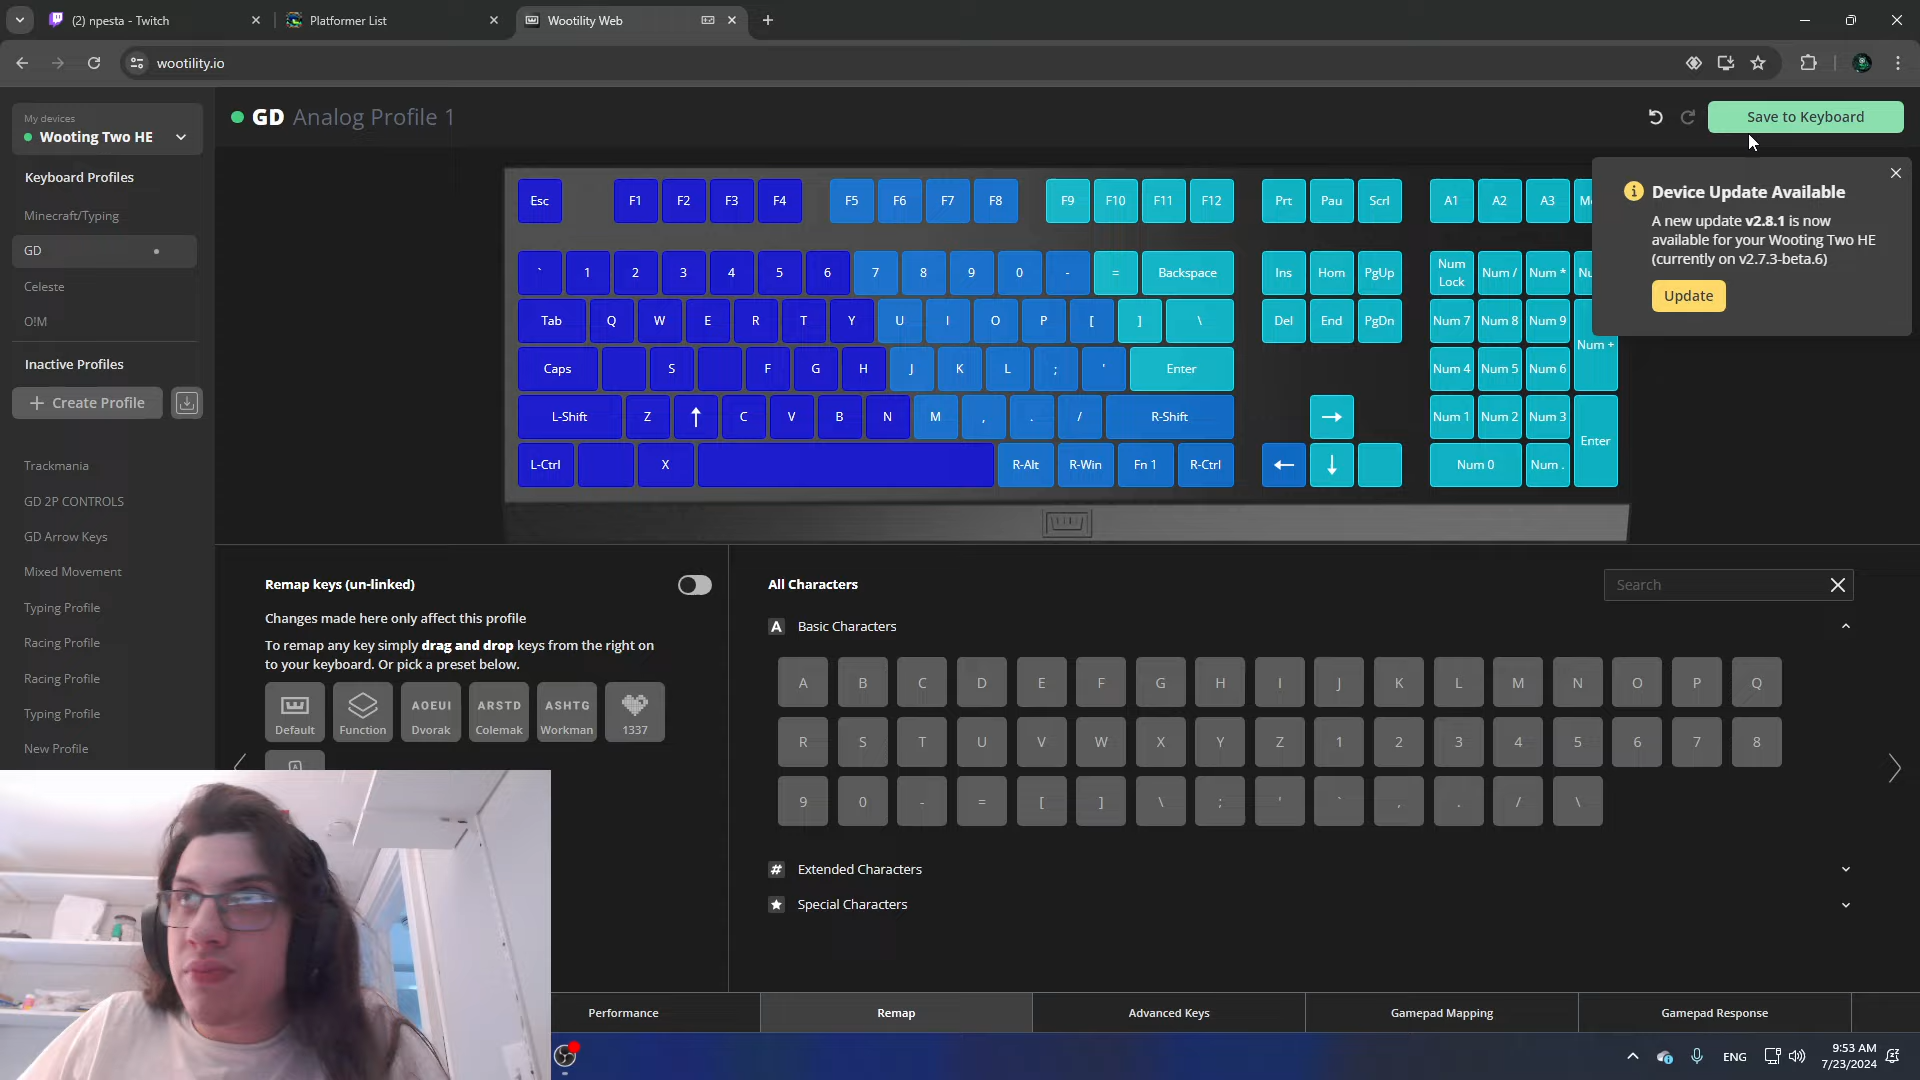 (2) npesta - Twitch
Platformer List
Wootility Web
wootility.io
My devices
Wooting Two HE
Keyboard Profiles
Minecraft/Typing
GD
Celeste
O!M
Inactive Profiles
Create Profile
Trackmania
GD 2P CONTROLS
GD Arrow Keys
Mixed Movement
Typing Profile
Racing Profile
Racing Profile
Typing Profile
New Profile
GD Analog Profile 1
Save to Keyboard
Device Update Available
A new update v2.8.1 is now
available for your Wooting Two HE
(currently on v2.7.3-beta.6)
Update
Esc F1 F2 F3 F4 F5 F6 F7 F8 F9 F10 F11 F12 Prt Pau Scrl A1 A2 A3
` 1 2 3 4 5 6 7 8 9 0 - = Backspace Ins Hom PgUp Num Lock Num / Num *
Tab Q W E R T Y U I O P [ ] \ Del End PgDn Num 7 Num 8 Num 9 Num +
Caps S F G H J K L ; ' Enter Num 4 Num 5 Num 6
L-Shift Z ↑ C V B N M , . / R-Shift → Num 1 Num 2 Num 3 Enter
L-Ctrl X R-Alt R-Win Fn 1 R-Ctrl ← ↓ Num 0 Num .
Remap keys (un-linked)
Changes made here only affect this profile
To remap any key simply drag and drop keys from the right on
to your keyboard. Or pick a preset below.
Default
Function
AOEUI
Dvorak
ARSTD
Colemak
ASHTG
Workman
1337
All Characters
Search
A Basic Characters
A B C D E F G H I J K L M N O P Q
R S T U V W X Y Z 1 2 3 4 5 6 7 8
9 0 - = [ ] \ ; ' ` , . / \
# Extended Characters
Special Characters
Performance
Remap
Advanced Keys
Gamepad Mapping
Gamepad Response
ENG
9:53 AM
7/23/2024